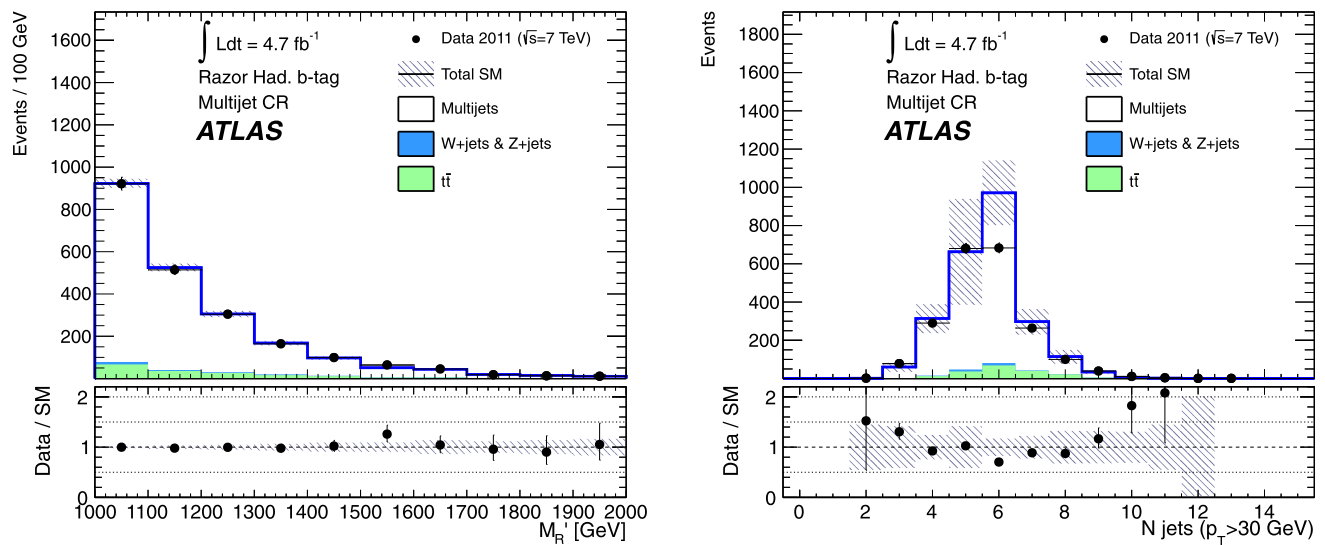 Events / 100 GeV
1600
1400
1200
1000
800
600
400
200
∫ Ldt = 4.7 fb⁻¹
Razor Had. b-tag
Multijet CR
ATLAS
Data 2011 (√s=7 TeV)
Total SM
Multijets
W+jets & Z+jets
tt̄
Data / SM
2
1
0
1000 1100 1200 1300 1400 1500 1600 1700 1800 1900 2000
M_R' [GeV]
Events
1800
1600
1400
1200
1000
800
600
400
200
∫ Ldt = 4.7 fb⁻¹
Razor Had. b-tag
Multijet CR
ATLAS
Data 2011 (√s=7 TeV)
Total SM
Multijets
W+jets & Z+jets
tt̄
Data / SM
2
1
0
0 2 4 6 8 10 12 14
N jets (p_T>30 GeV)